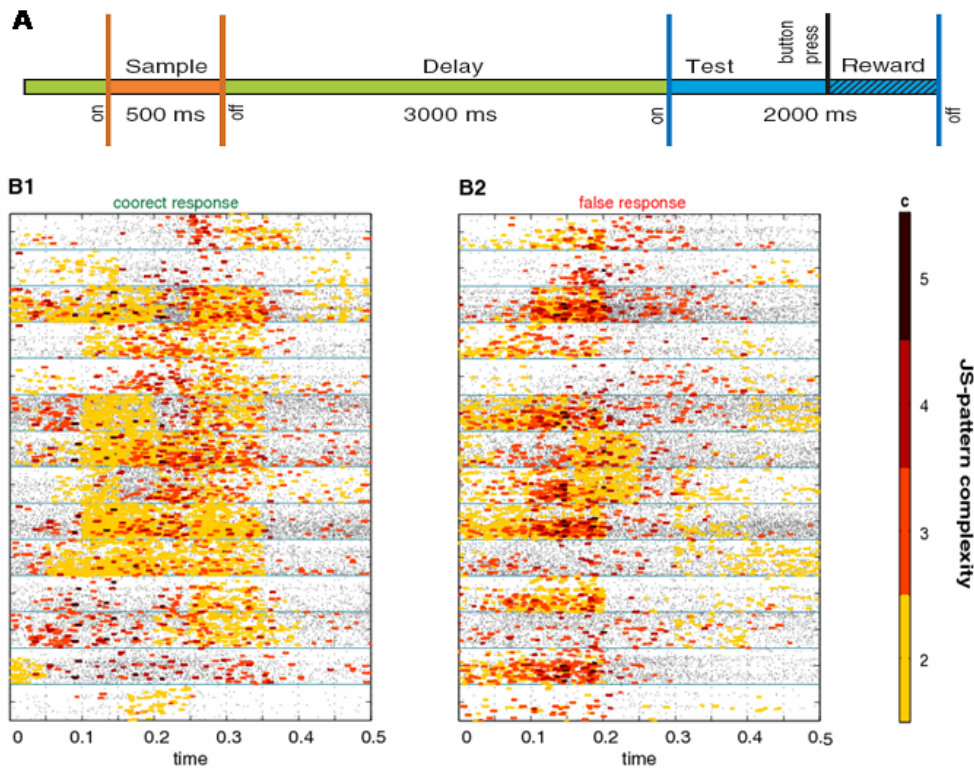 A
Sample
Delay
Test
button
press
Reward
on
500 ms
off
3000 ms
on
2000 ms
off
B1
coorect response
B2
false response
c
5
4
3
2
JS-pattern complexity
0 0.1 0.2 0.3 0.4 0.5
time
0 0.1 0.2 0.3 0.4 0.5
time